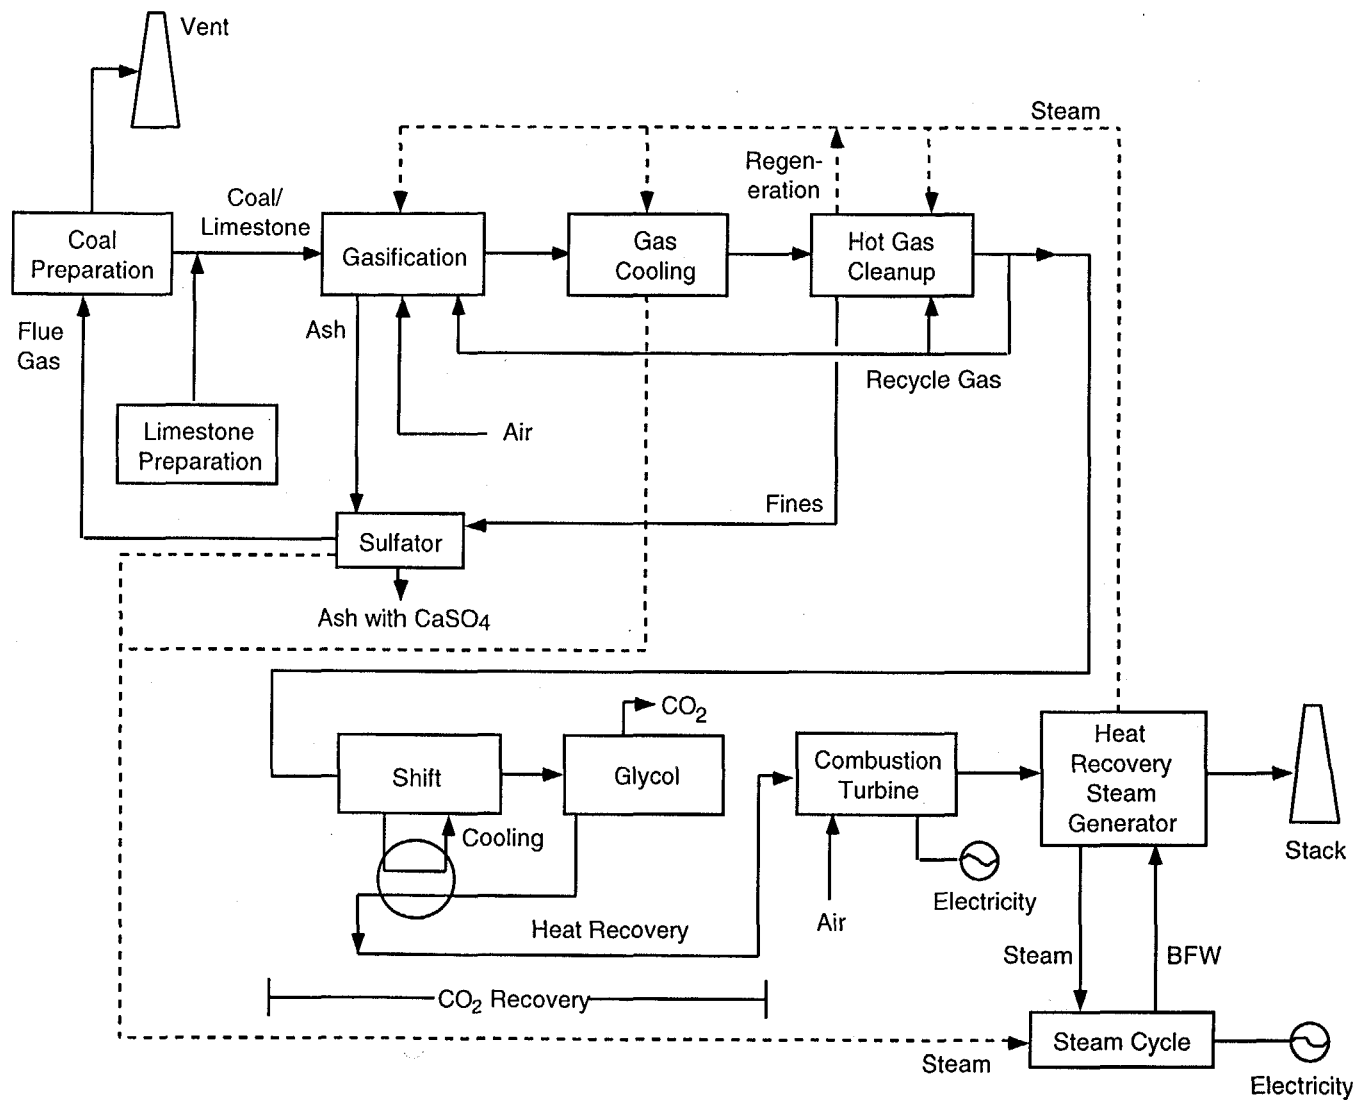 Vent
Steam
Regen-
eration
Coal/
Limestone
Coal
Preparation
Gasification
Gas
Cooling
Hot Gas
Cleanup
Flue
Gas
Ash
Recycle Gas
Limestone
Preparation
Air
Fines
Sulfator
Ash with CaSO4
CO2
Shift
Glycol
Combustion
Turbine
Heat
Recovery
Steam
Generator
Cooling
Stack
Electricity
Air
Heat Recovery
Steam
BFW
CO2 Recovery
Steam Cycle
Steam
Electricity